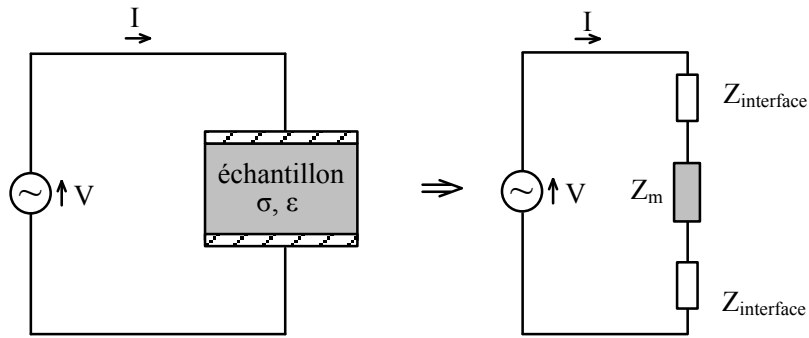 I
V
échantillon
σ, ε
I
V
Z_interface
Z_m
Z_interface